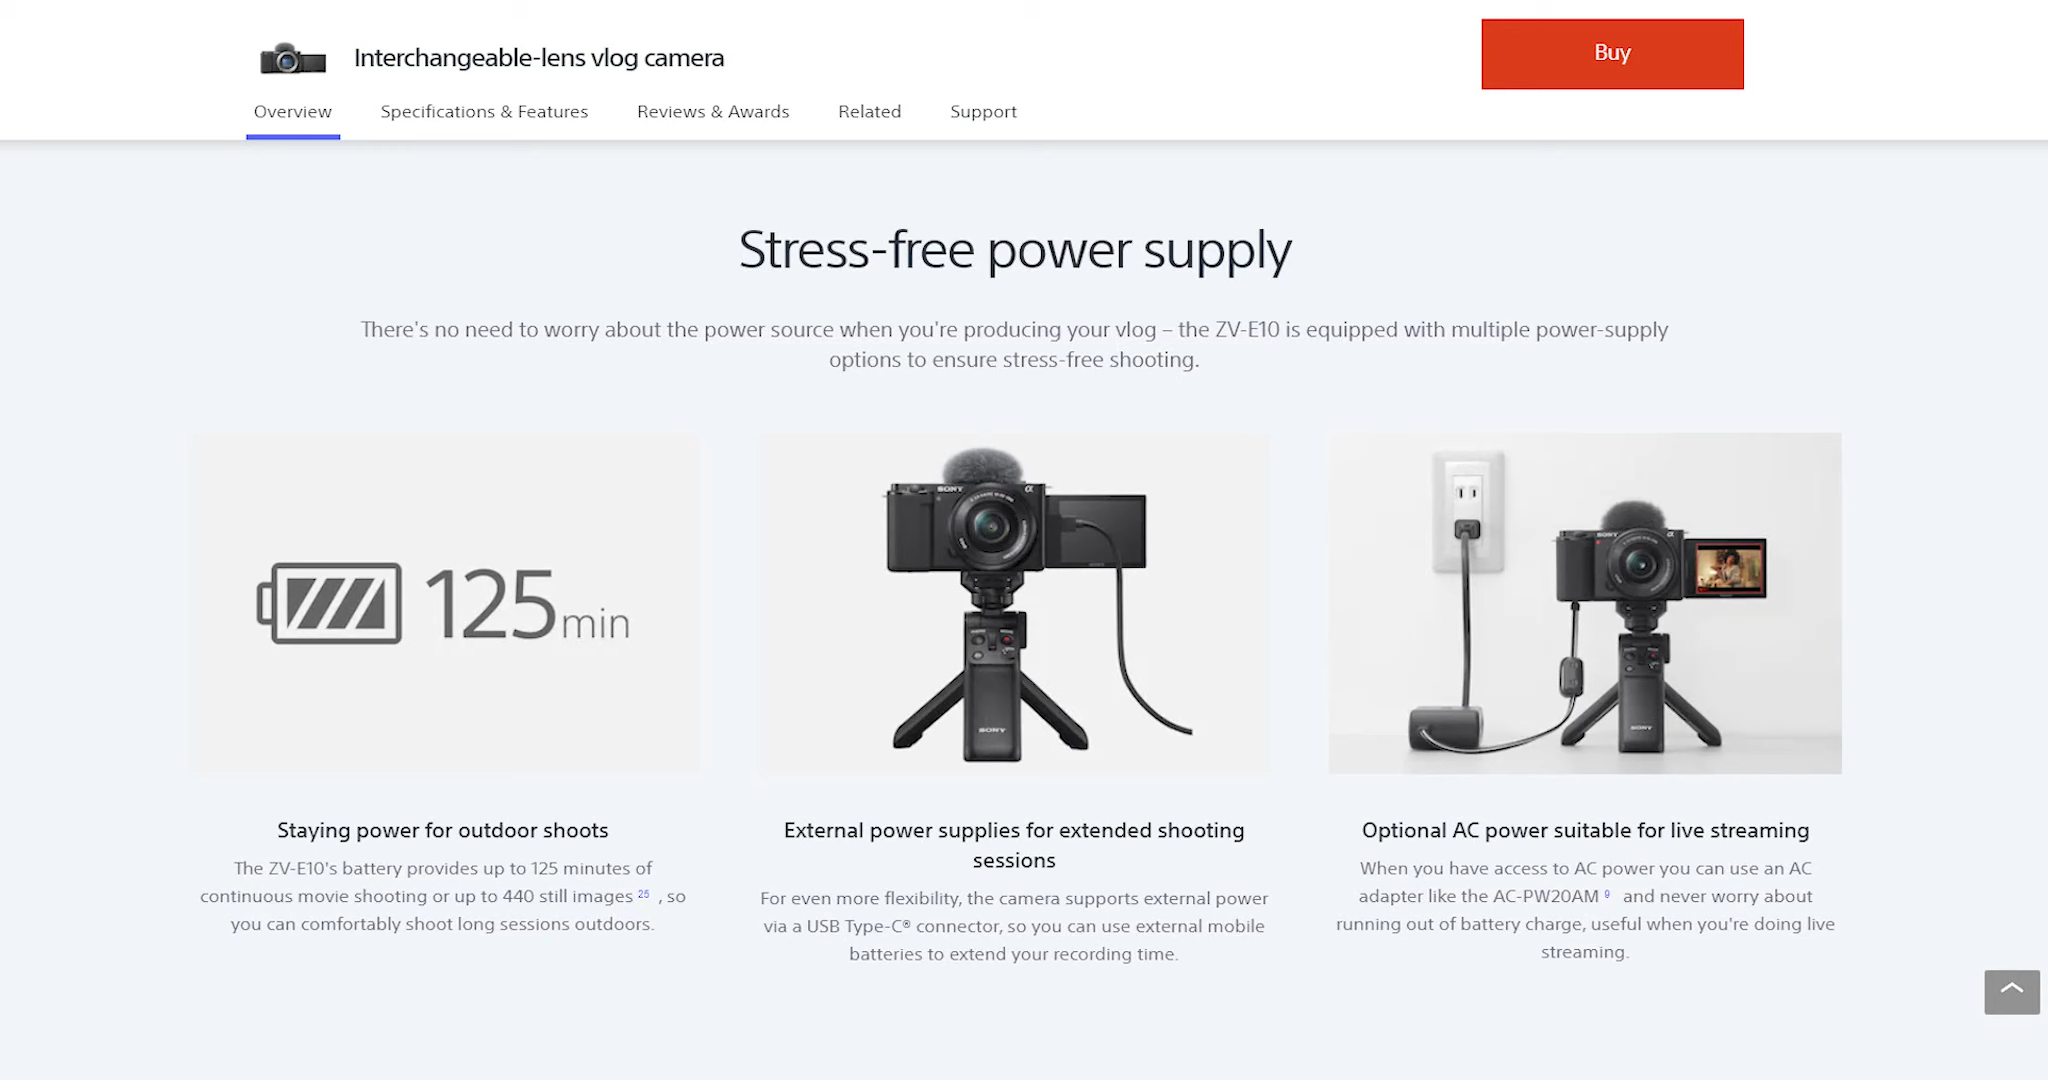 Interchangeable-lens vlog camera
Buy
Overview Specifications & Features Reviews & Awards Related Support
Stress-free power supply
There's no need to worry about the power source when you're producing your vlog – the ZV-E10 is equipped with multiple power-supply
options to ensure stress-free shooting.
125min
SONY α
SONY
SONY α
SONY
Staying power for outdoor shoots
The ZV-E10's battery provides up to 125 minutes of
continuous movie shooting or up to 440 still images 25 , so
you can comfortably shoot long sessions outdoors.
External power supplies for extended shooting
sessions
For even more flexibility, the camera supports external power
via a USB Type-C® connector, so you can use external mobile
batteries to extend your recording time.
Optional AC power suitable for live streaming
When you have access to AC power you can use an AC
adapter like the AC-PW20AM 9 and never worry about
running out of battery charge, useful when you're doing live
streaming.